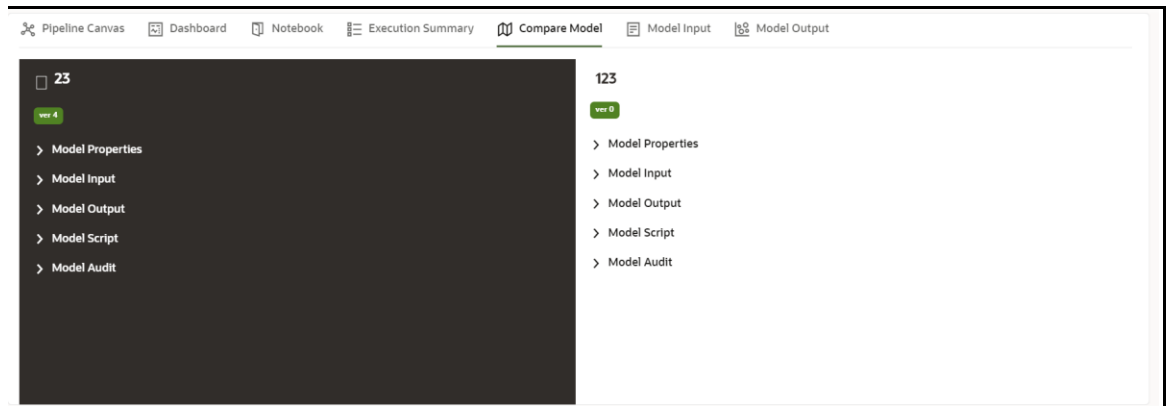 Pipeline Canvas Dashboard Notebook Execution Summary Compare Model Model Input Model Output
23
ver 4
Model Properties
Model Input
Model Output
Model Script
Model Audit
123
ver 0
Model Properties
Model Input
Model Output
Model Script
Model Audit